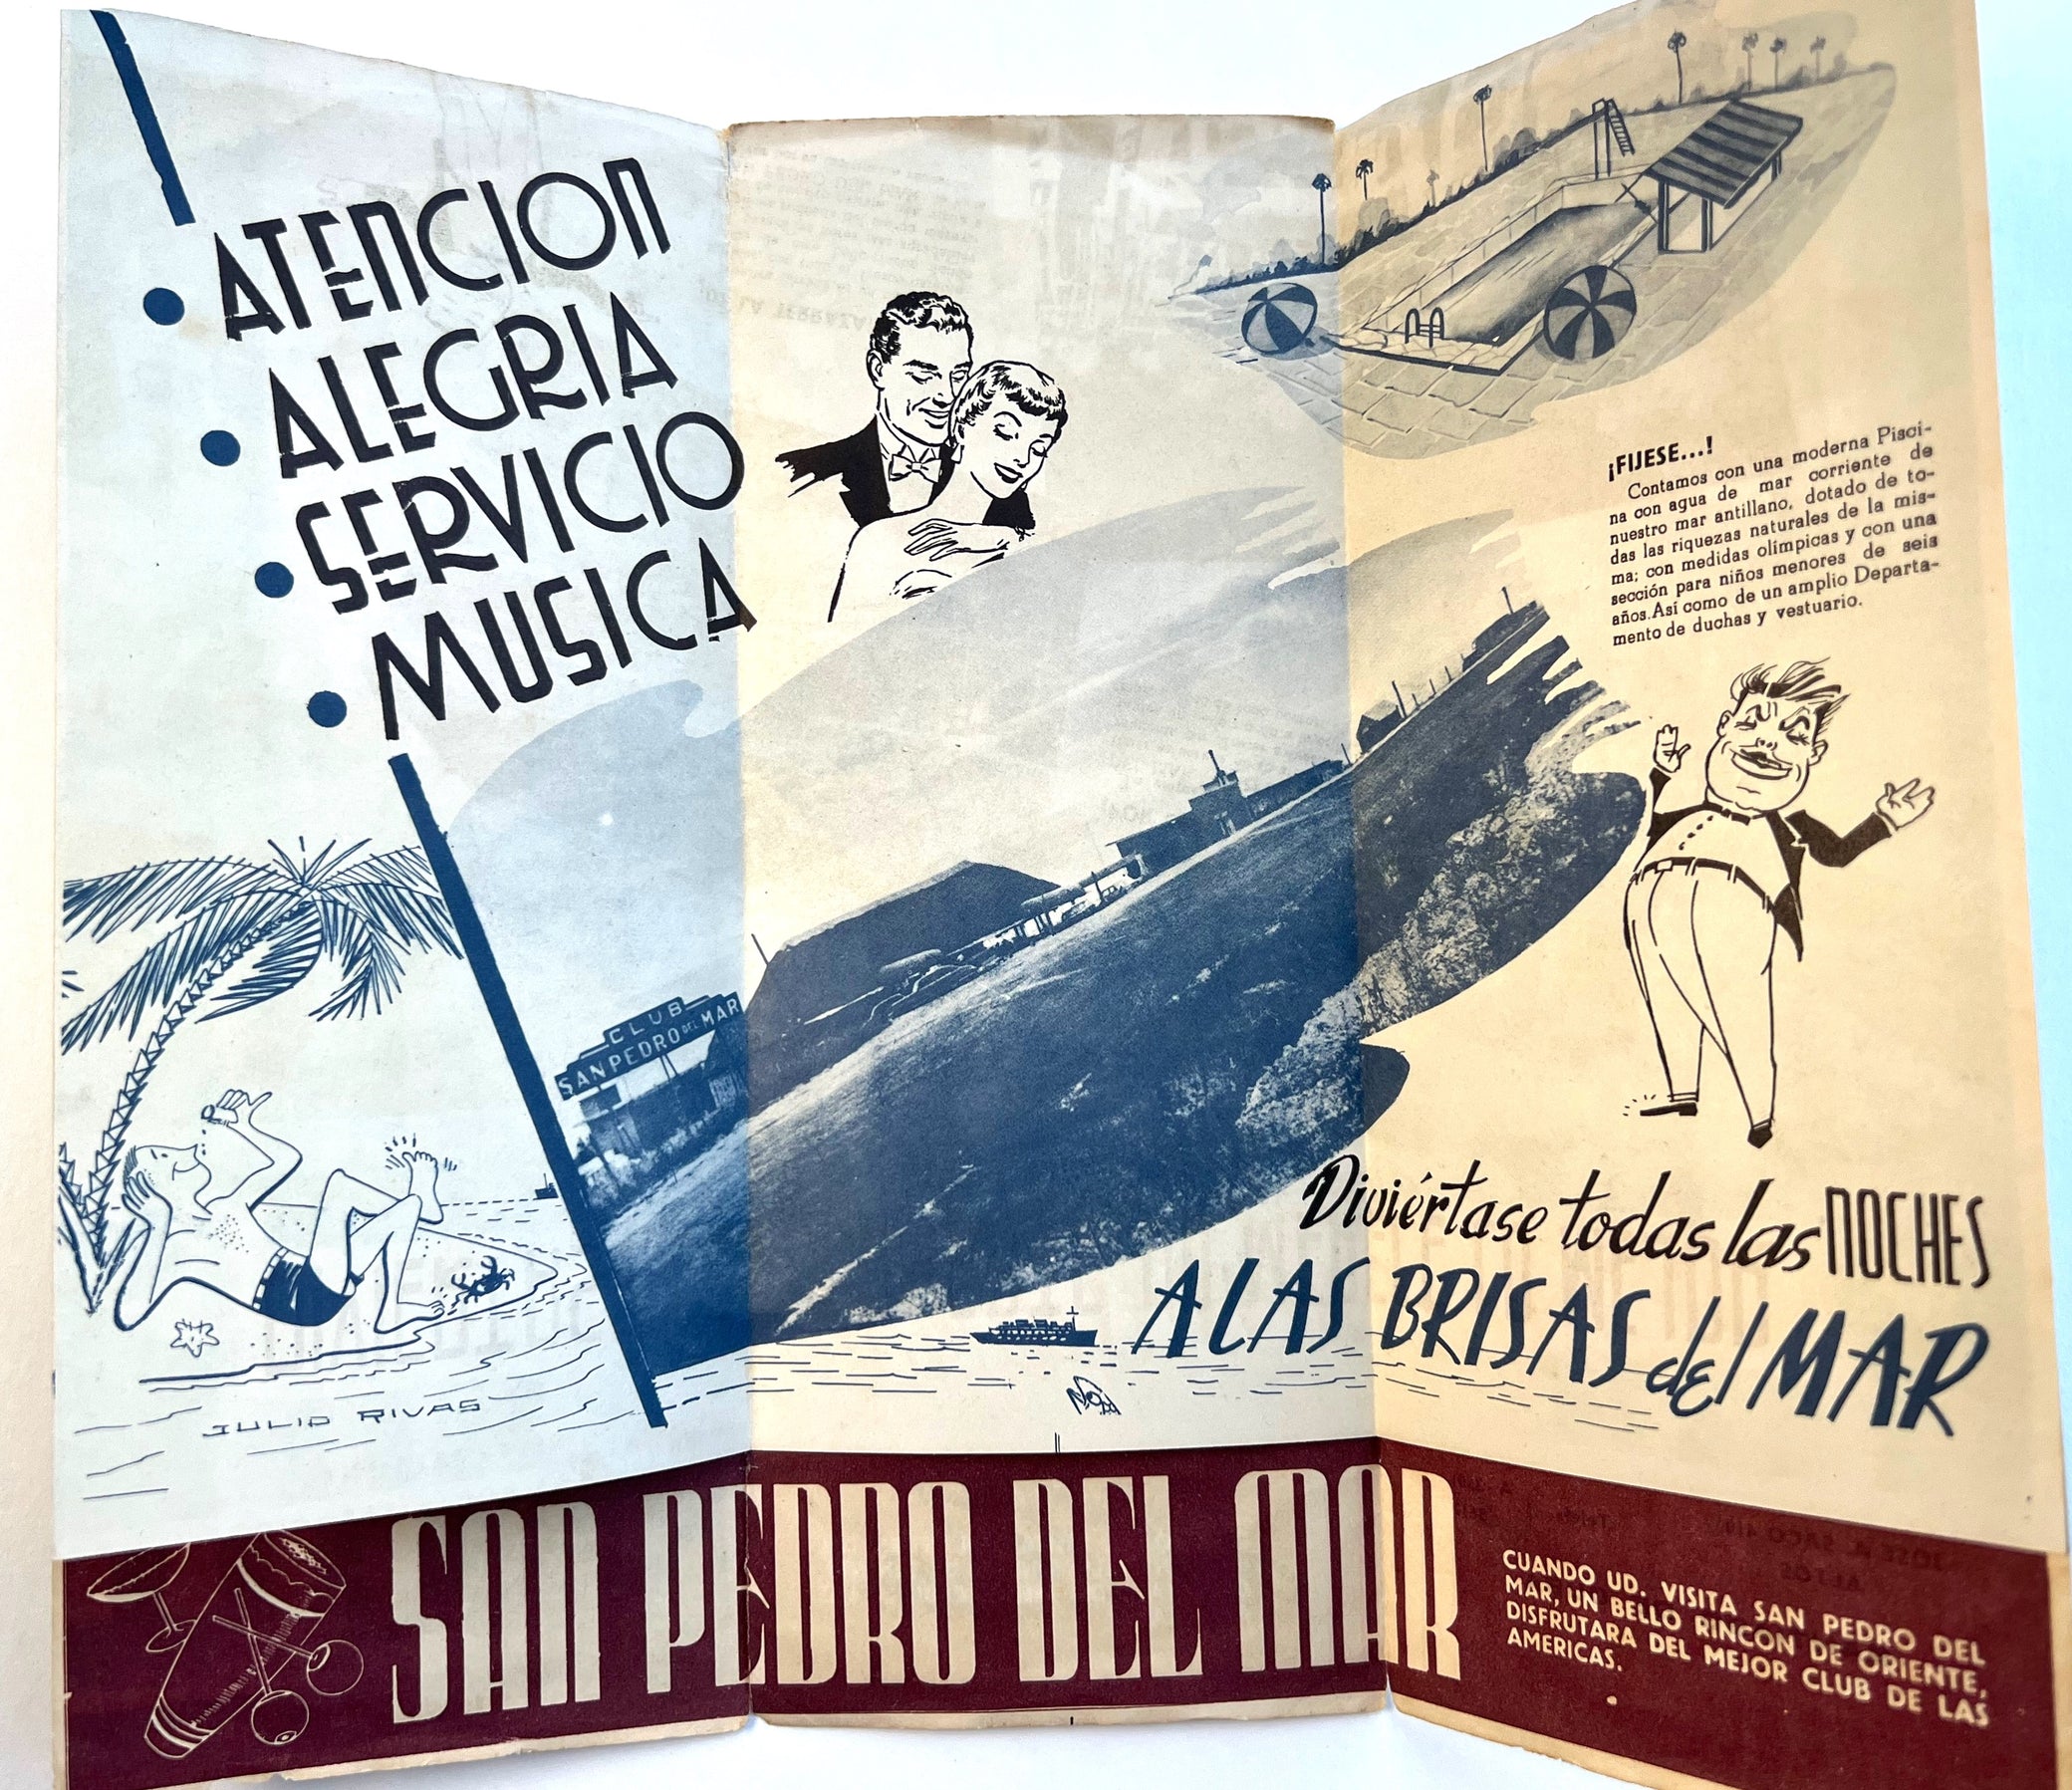 ATENCION
ALEGRIA
SERVICIO
MUSICA
¡FIJESE...!
Contamos con una moderna Pisci-
na con agua de mar corriente de
nuestro mar antillano, dotado de to-
das las riquezas naturales de la mis-
ma; con medidas olímpicas y con una
sección para niños menores de seis
años. Así como de un amplio Departa-
mento de duchas y vestuario.
CLUB
SAN PEDRO DEL MAR
Diviértase todas las NOCHES
A LAS BRISAS del MAR
JULIO RIVAS
SAN PEDRO DEL MAR
CUANDO UD. VISITA SAN PEDRO DEL
MAR, UN BELLO RINCON DE ORIENTE,
DISFRUTARA DEL MEJOR CLUB DE LAS
AMERICAS.